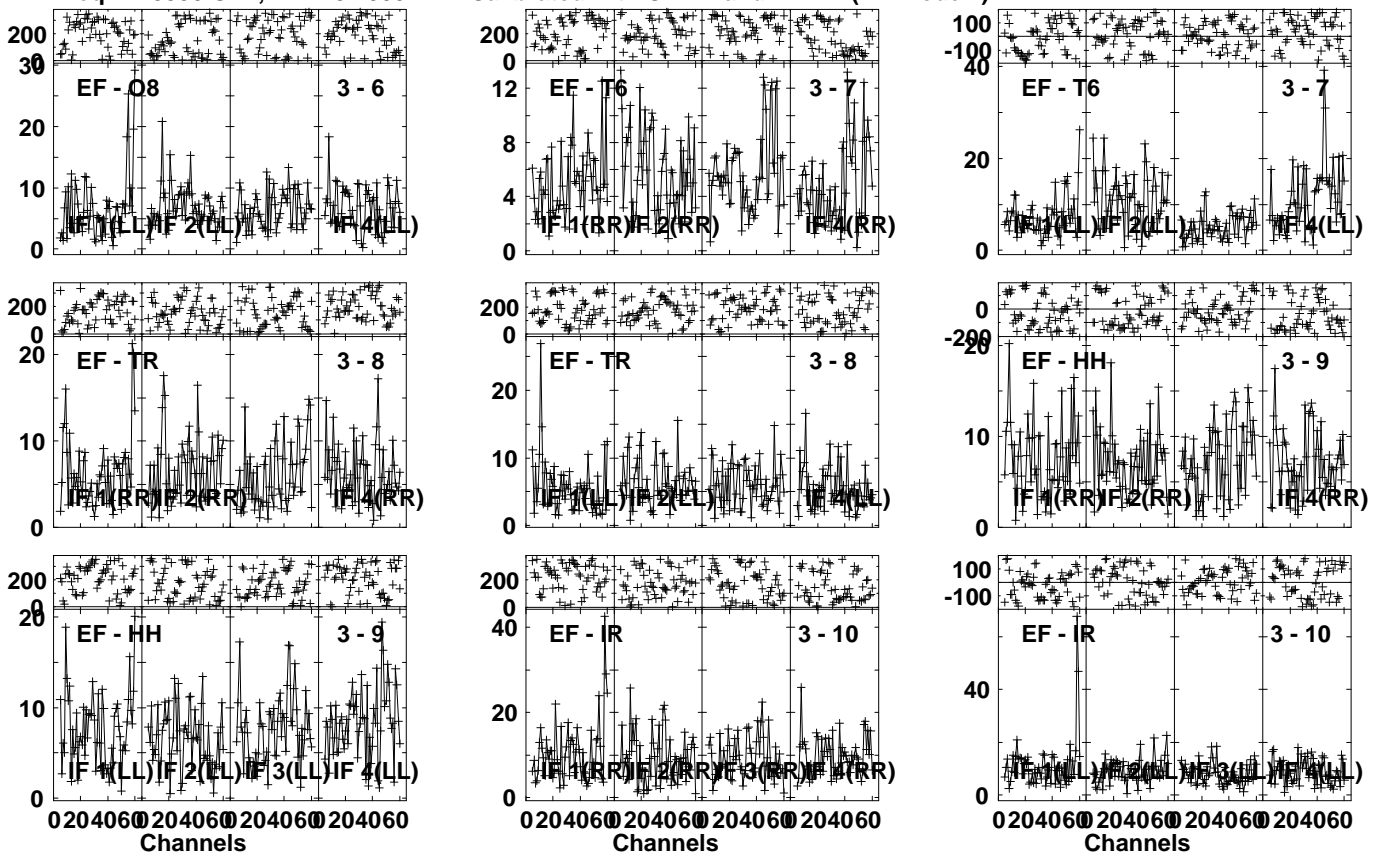 200
0
200
0
100
-100
30
20
10
0
EF - O8
3 - 6
IF 1(LL)
IF 2(LL)
IF 4(LL)
12
8
4
0
EF - T6
3 - 7
IF 1(RR)
IF 2(RR)
IF 4(RR)
40
20
0
EF - T6
3 - 7
IF 1(LL)
IF 2(LL)
IF 4(LL)
200
0
200
0
0
-200
20
10
0
EF - TR
3 - 8
IF 1(RR)
IF 2(RR)
IF 4(RR)
20
10
0
EF - TR
3 - 8
IF 1(LL)
IF 2(LL)
IF 4(LL)
20
10
0
EF - HH
3 - 9
IF 1(RR)
IF 2(RR)
IF 4(RR)
200
0
200
0
100
-100
20
10
0
EF - HH
3 - 9
IF 1(LL)
IF 2(LL)
IF 3(LL)
IF 4(LL)
40
20
0
EF - IR
3 - 10
IF 1(RR)
IF 2(RR)
IF 3(RR)
IF 4(RR)
40
0
EF - IR
3 - 10
IF 1(LL)
IF 2(LL)
IF 3(LL)
IF 4(LL)
0 20 40 60 0 20 40 60 0 20 40 60 0 20 40 60
Channels
0 20 40 60 0 20 40 60 0 20 40 60 0 20 40 60
Channels
0 20 40 60 0 20 40 60 0 20 40 60 0 20 40 60
Channels